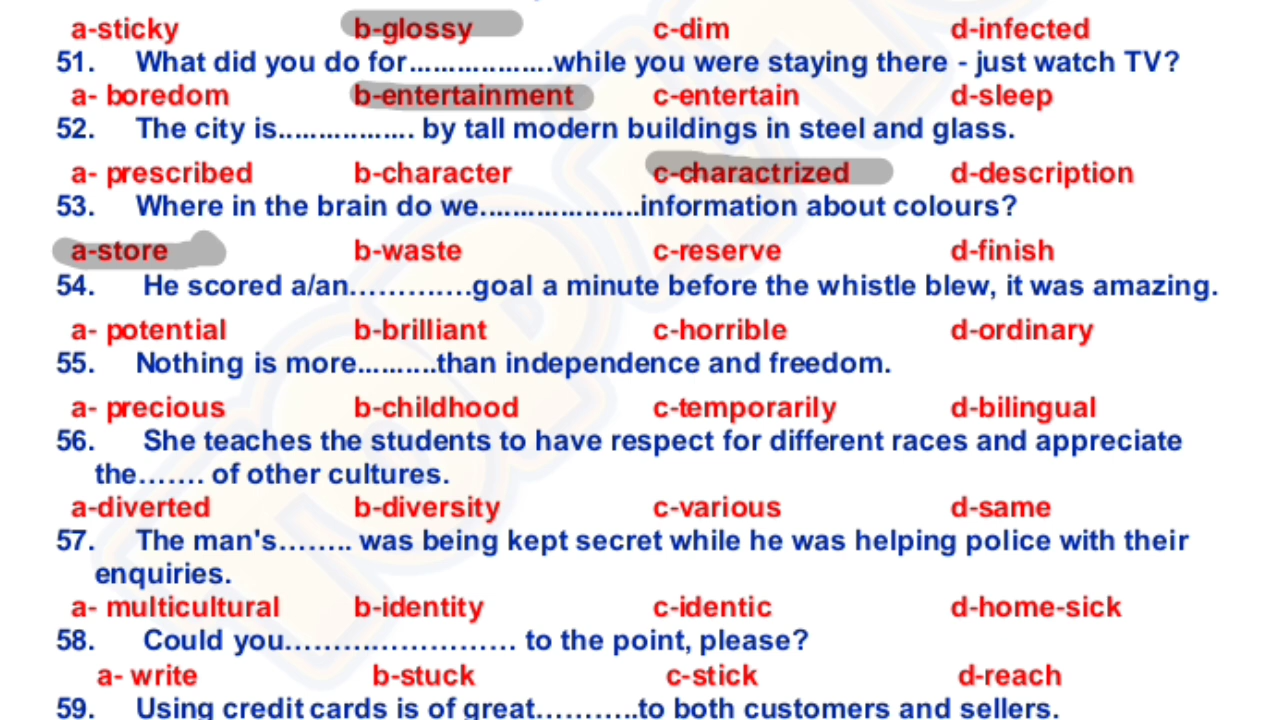 a-sticky b-glossy c-dim d-infected
51. What did you do for..................while you were staying there - just watch TV?
a- boredom b-entertainment c-entertain d-sleep
52. The city is................. by tall modern buildings in steel and glass.
a- prescribed b-character c-charactrized d-description
53. Where in the brain do we...................information about colours?
a-store b-waste c-reserve d-finish
54. He scored a/an.............goal a minute before the whistle blew, it was amazing.
a- potential b-brilliant c-horrible d-ordinary
55. Nothing is more..........than independence and freedom.
a- precious b-childhood c-temporarily d-bilingual
56. She teaches the students to have respect for different races and appreciate
the....... of other cultures.
a-diverted b-diversity c-various d-same
57. The man's........ was being kept secret while he was helping police with their
enquiries.
a- multicultural b-identity c-identic d-home-sick
58. Could you........................ to the point, please?
a- write b-stuck c-stick d-reach
59. Using credit cards is of great...........to both customers and sellers.